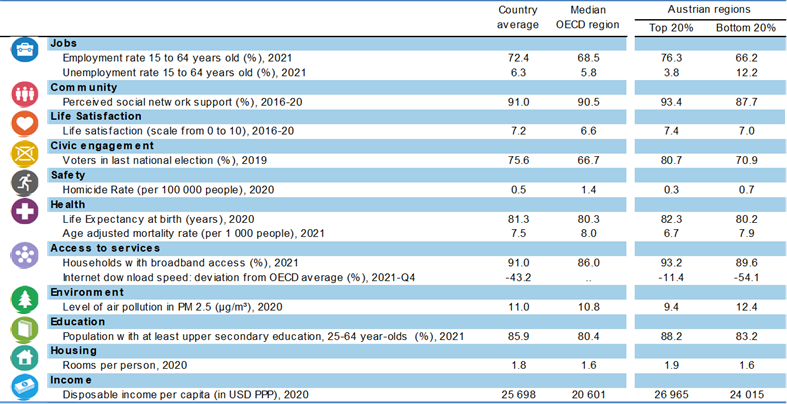 Country average Median OECD region Austrian regions
Top 20% Bottom 20%
Jobs
Employment rate 15 to 64 years old (%), 2021 72.4 68.5 76.3 66.2
Unemployment rate 15 to 64 years old (%), 2021 6.3 5.8 3.8 12.2
Community
Perceived social netw ork support (%), 2016-20 91.0 90.5 93.4 87.7
Life Satisfaction
Life satisfaction (scale from 0 to 10), 2016-20 7.2 6.6 7.4 7.0
Civic engagement
Voters in last national election (%), 2019 75.6 66.7 80.7 70.9
Safety
Homicide Rate (per 100 000 people), 2020 0.5 1.4 0.3 0.7
Health
Life Expectancy at birth (years), 2020 81.3 80.3 82.3 80.2
Age adjusted mortality rate (per 1 000 people), 2021 7.5 8.0 6.7 7.9
Access to services
Households w ith broadband access (%), 2021 91.0 86.0 93.2 89.6
Internet dow nload speed: deviation from OECD average (%), 2021-Q4 -43.2 .. -11.4 -54.1
Environment
Level of air pollution in PM 2.5 (µg/m³), 2020 11.0 10.8 9.4 12.4
Education
Population w ith at least upper secondary education, 25-64 year-olds (%), 2021 85.9 80.4 88.2 83.2
Housing
Rooms per person, 2020 1.8 1.6 1.9 1.6
Income
Disposable income per capita (in USD PPP), 2020 25 698 20 601 26 965 24 015